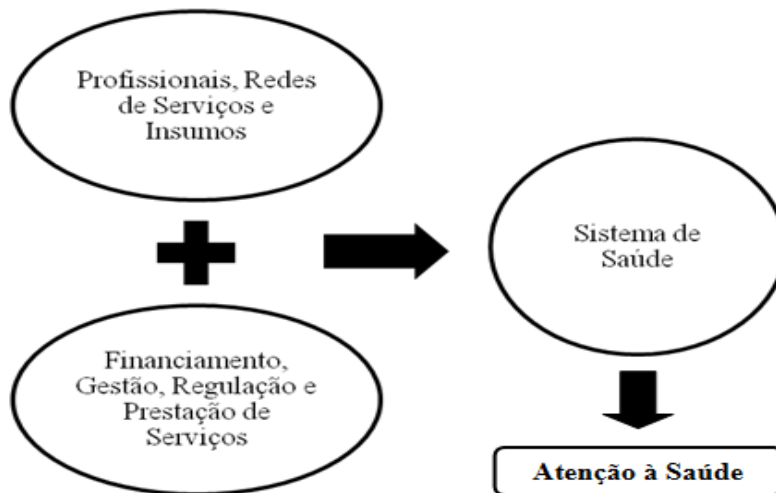 Profissionais, Redes
de Serviços e
Insumos
Sistema de
Saúde
Financiamento,
Gestão, Regulação e
Prestação de
Serviços
Atenção à Saúde